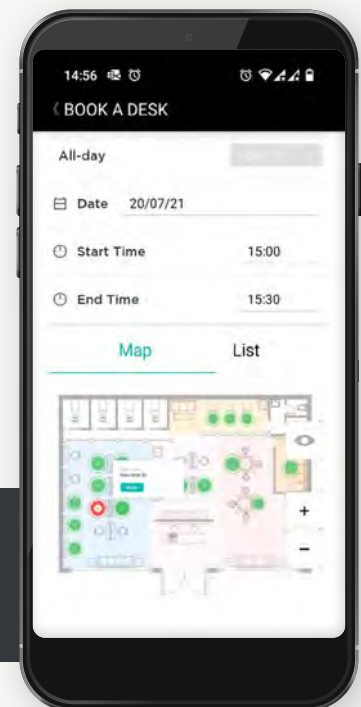 14:56
BOOK A DESK
All-day
Date 20/07/21
Start Time 15:00
End Time 15:30
Map List
+
−